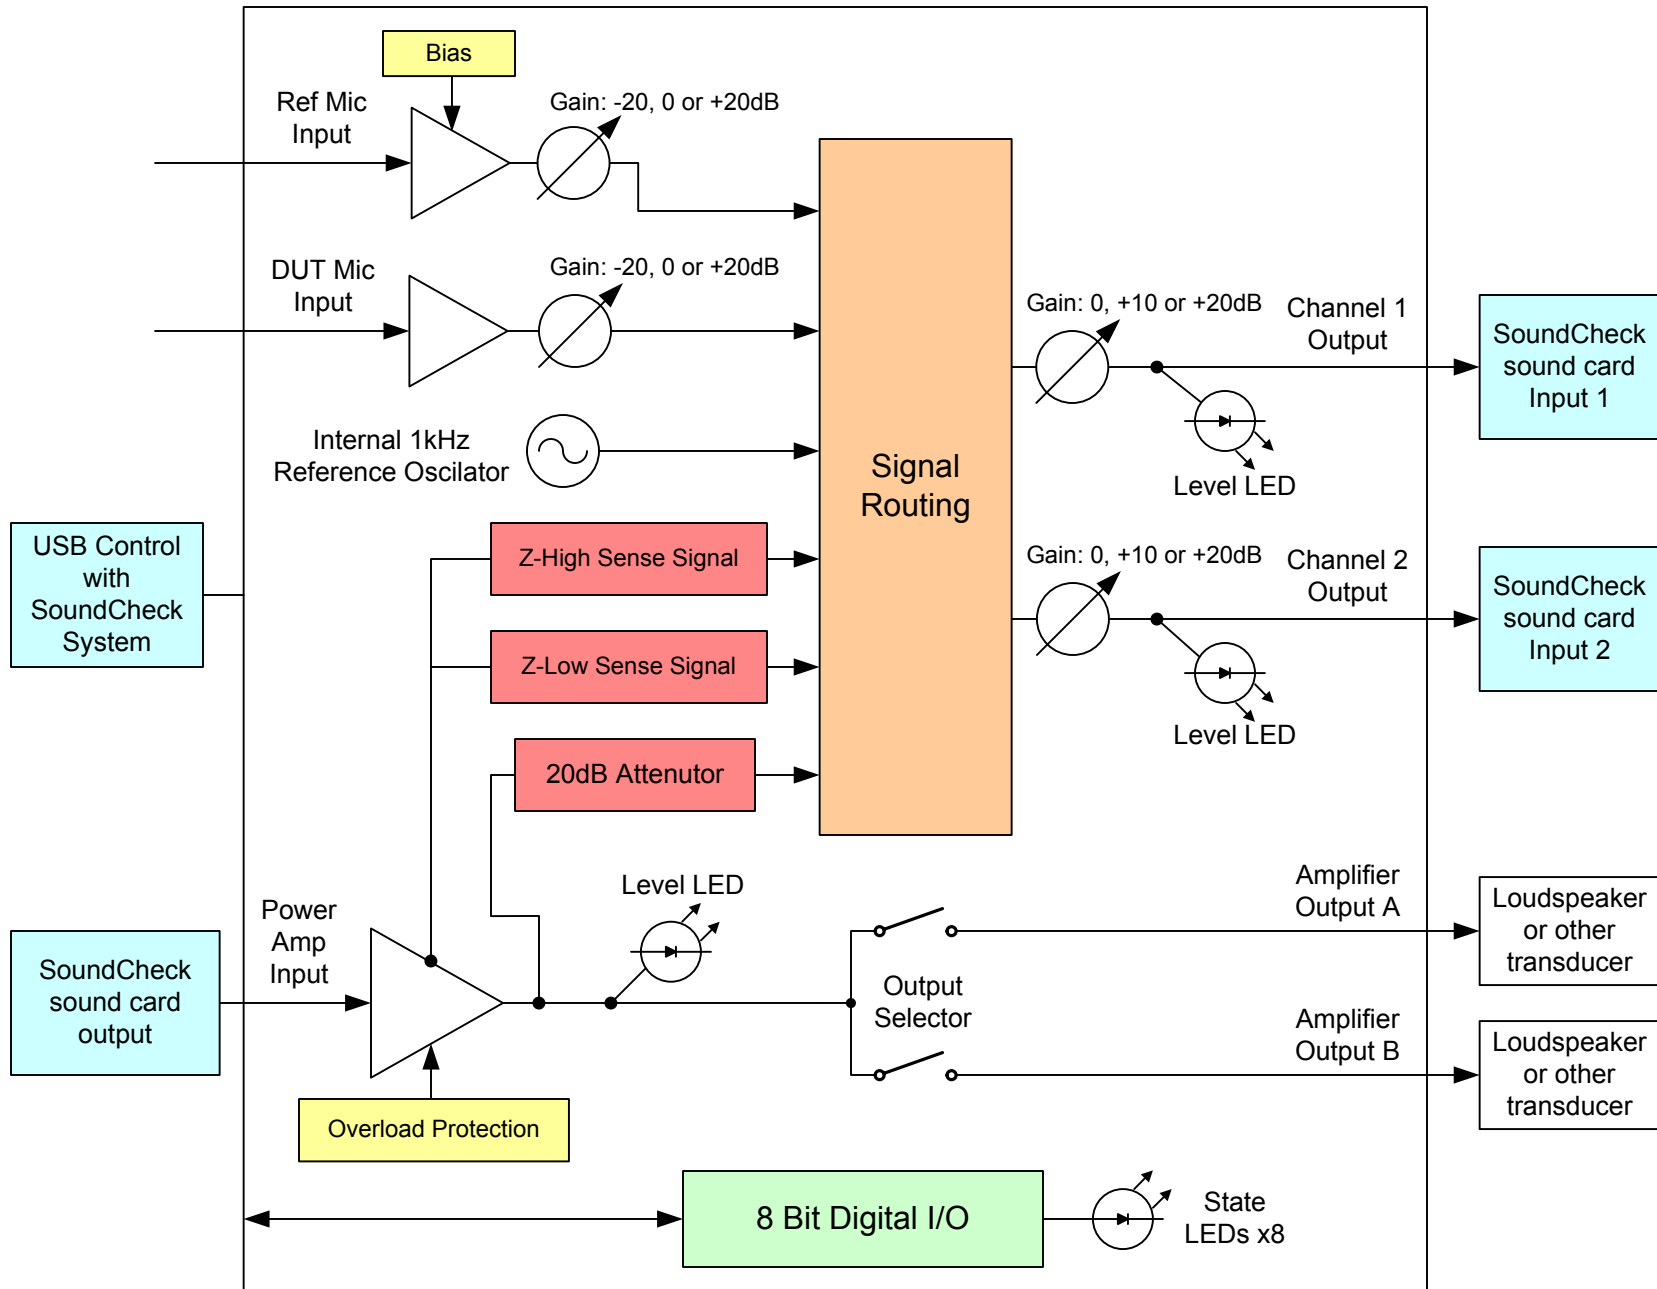 Bias
Ref Mic
Input
Gain: -20, 0 or +20dB
DUT Mic
Input
Gain: -20, 0 or +20dB
Internal 1kHz
Reference Oscilator
Signal
Routing
Gain: 0, +10 or +20dB
Channel 1
Output
SoundCheck
sound card
Input 1
Level LED
USB Control
with
SoundCheck
System
Z-High Sense Signal
Z-Low Sense Signal
20dB Attenutor
Gain: 0, +10 or +20dB
Channel 2
Output
SoundCheck
sound card
Input 2
Level LED
Level LED
Power
Amp
Input
SoundCheck
sound card
output
Output
Selector
Amplifier
Output A
Loudspeaker
or other
transducer
Amplifier
Output B
Loudspeaker
or other
transducer
Overload Protection
8 Bit Digital I/O
State
LEDs x8